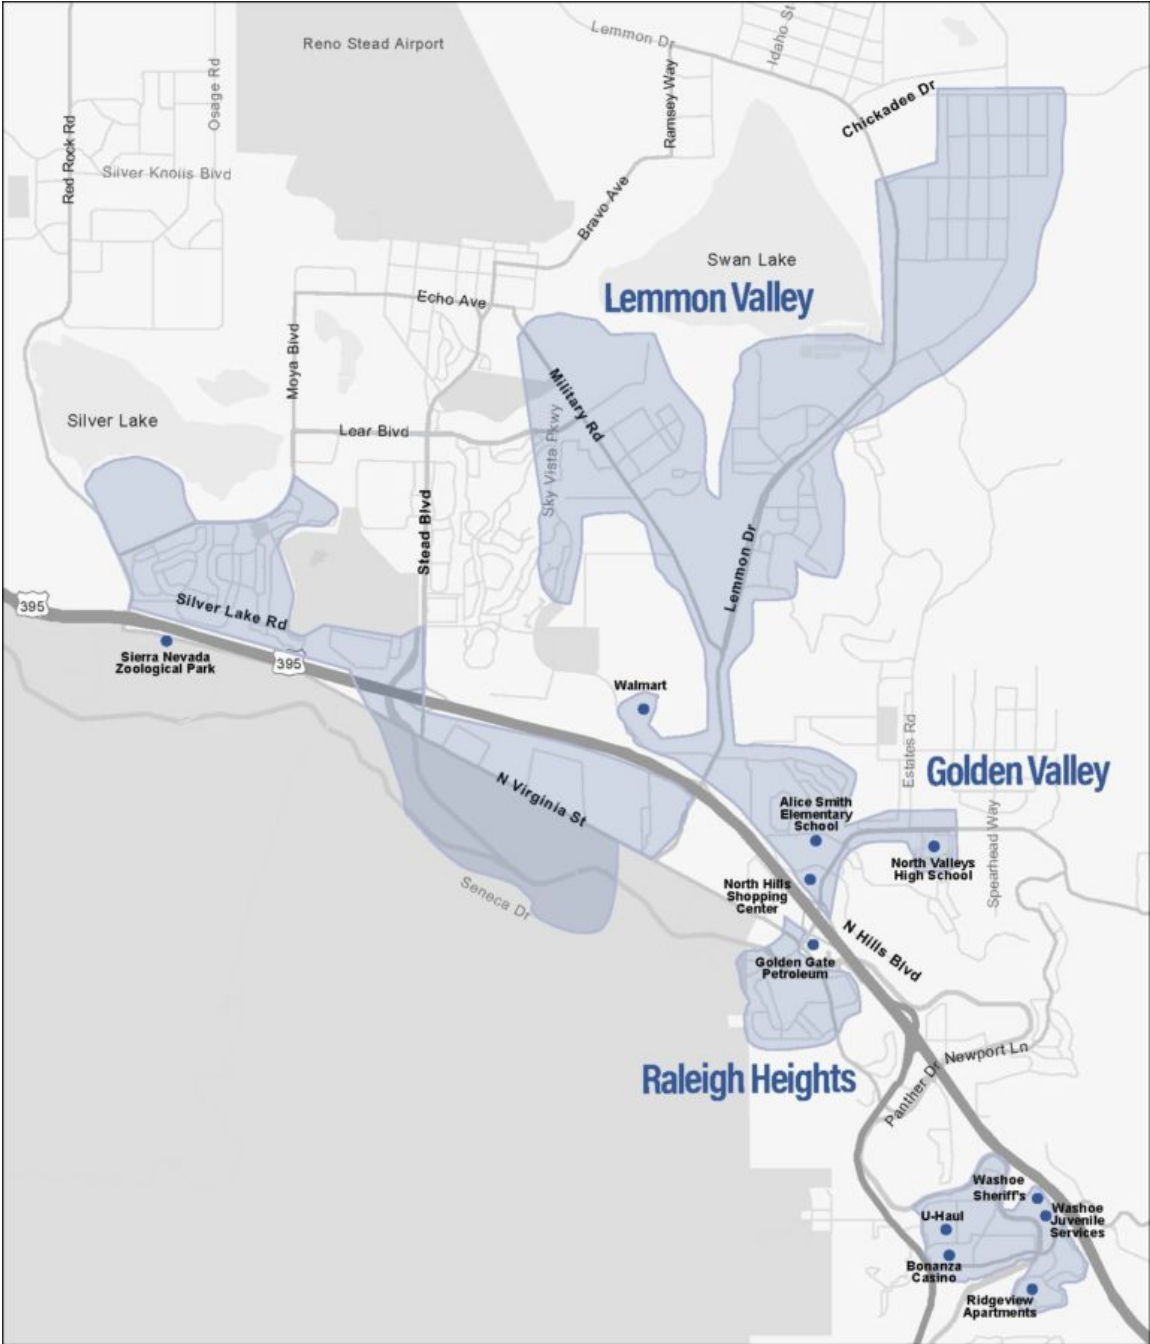 Lemmon Dr
Idaho St
Reno Stead Airport
Osage Rd
Ramsey Way
Chickadee Dr
Red Rock Rd
Silver Knolls Blvd
Bravo Ave
Swan Lake
Lemmon Valley
Echo Ave
Moya Blvd
Military Rd
Silver Lake
Lear Blvd
Sky Vista Pkwy
Stead Blvd
Lemmon Dr
395
Silver Lake Rd
Sierra Nevada
Zoological Park
395
Walmart
Estates Rd
Golden Valley
N Virginia St
Alice Smith
Elementary
School
Spearhead Way
North Valleys
High School
North Hills
Shopping
Center
Seneca Dr
N Hills Blvd
Golden Gate
Petroleum
Raleigh Heights
Newport Ln
Panther Dr
Washoe
Sheriff's
U-Haul
Washoe
Juvenile
Services
Bonanza
Casino
Ridgeview
Apartments